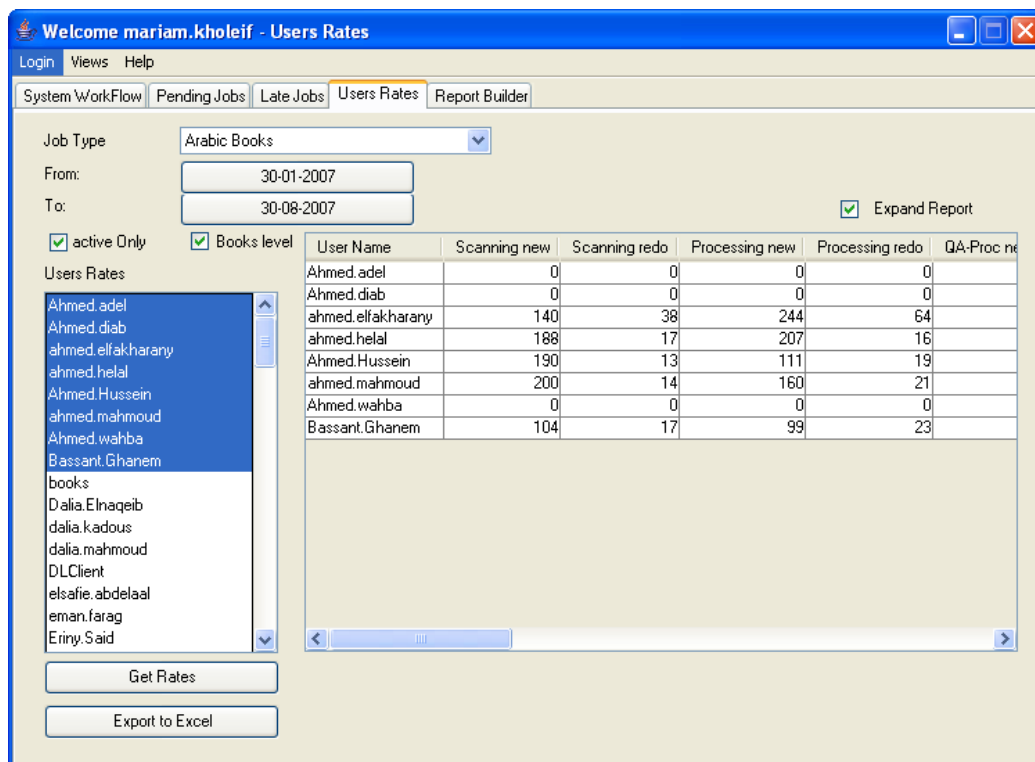 Welcome mariam.kholeif - Users Rates
Login Views Help
System WorkFlow Pending Jobs Late Jobs Users Rates Report Builder
Job Type Arabic Books
From: 30-01-2007
To: 30-08-2007
Expand Report
active Only Books level
Users Rates
Ahmed.adel
Ahmed.diab
ahmed.elfakharany
ahmed.helal
Ahmed.Hussein
ahmed.mahmoud
Ahmed.wahba
Bassant.Ghanem
books
Dalia.Elnaqeib
dalia.kadous
dalia.mahmoud
DLClient
elsafie.abdelaal
eman.farag
Eriny.Said
User Name Scanning new Scanning redo Processing new Processing redo QA-Proc ne
Ahmed.adel 0 0 0 0
Ahmed.diab 0 0 0 0
ahmed.elfakharany 140 38 244 64
ahmed.helal 188 17 207 16
Ahmed.Hussein 190 13 111 19
ahmed.mahmoud 200 14 160 21
Ahmed.wahba 0 0 0 0
Bassant.Ghanem 104 17 99 23
Get Rates
Export to Excel